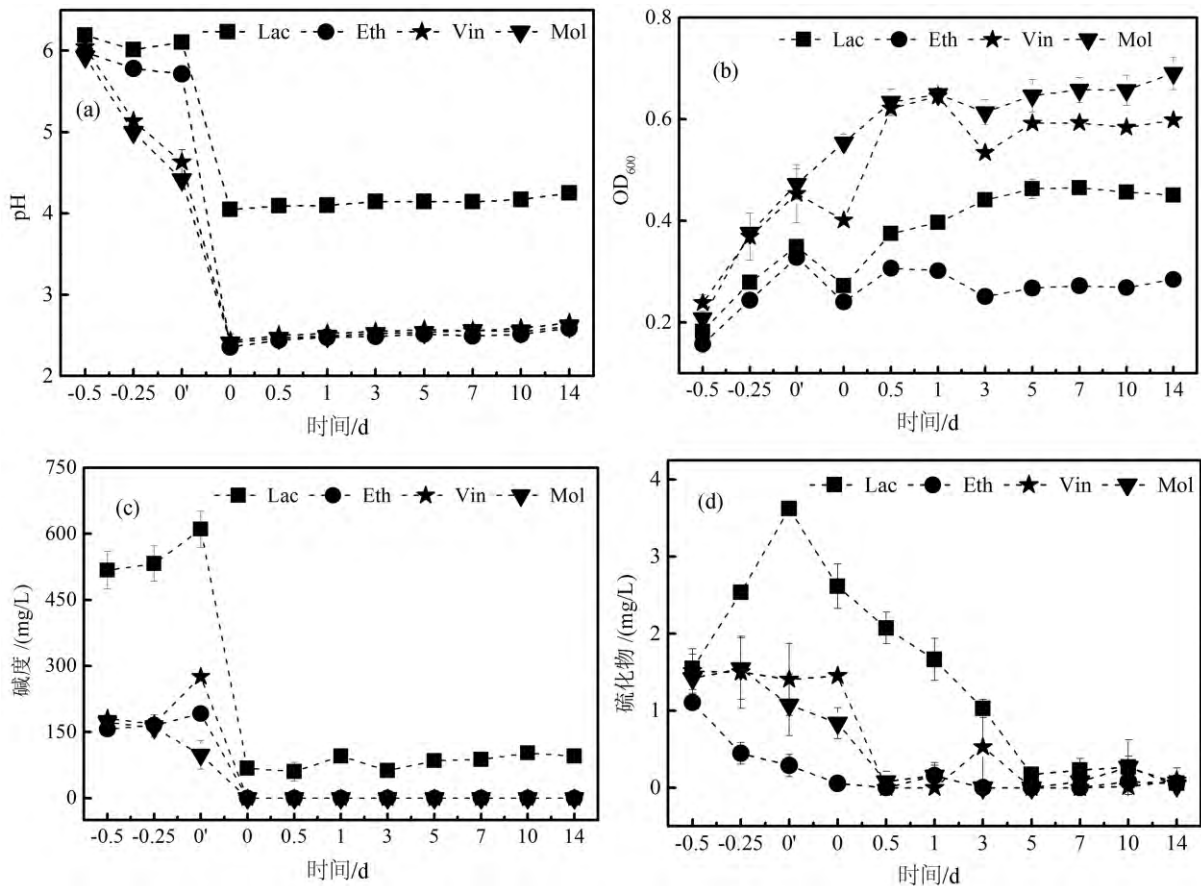 Lac Eth Vin Mol
(a)
6
5
4
3
2
pH
-0.5 -0.25 0' 0 0.5 1 3 5 7 10 14
时间/d
Lac Eth Vin Mol
(b)
0.8
0.6
0.4
0.2
OD600
-0.5 -0.25 0' 0 0.5 1 3 5 7 10 14
时间/d
Lac Eth Vin Mol
(c)
750
600
450
300
150
0
碱度 /(mg/L)
-0.5 -0.25 0' 0 0.5 1 3 5 7 10 14
时间/d
Lac Eth Vin Mol
(d)
4
3
2
1
0
硫化物 /(mg/L)
-0.5 -0.25 0' 0 0.5 1 3 5 7 10 14
时间/d